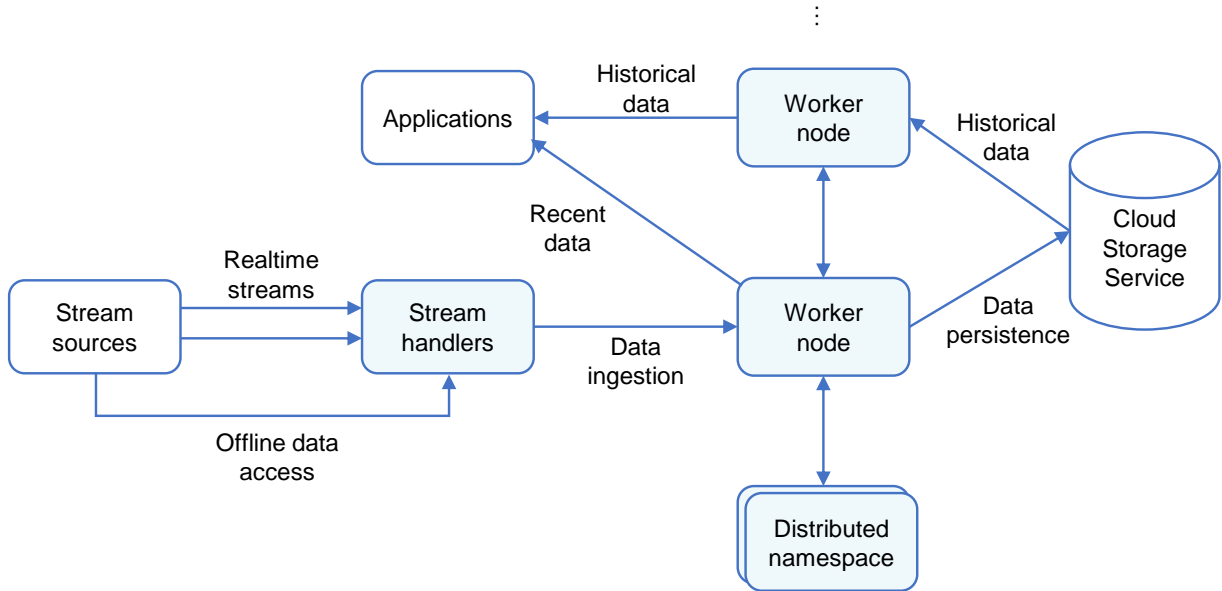 ⋮
Historical
data
Applications
Worker
node
Historical
data
Recent
data
Cloud
Storage
Service
Realtime
streams
Stream
sources
Stream
handlers
Data
ingestion
Worker
node
Data
persistence
Offline data
access
Distributed
namespace